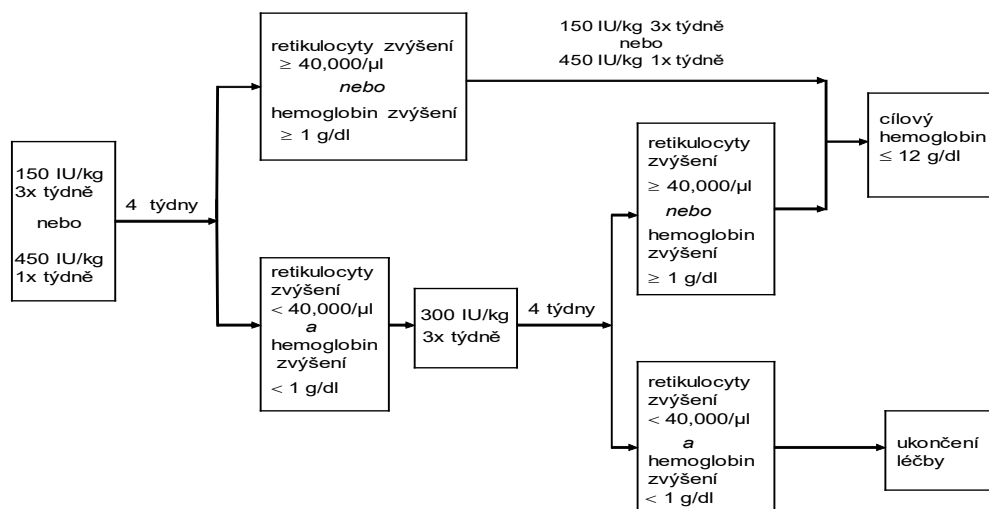 150 IU/kg
3x týdně
nebo
450 IU/kg
1x týdně
4 týdny
retikulocyty zvýšení
≥ 40,000/µl
nebo
hemoglobin zvýšení
≥ 1 g/dl
150 IU/kg 3x týdně
nebo
450 IU/kg 1x týdně
retikulocyty
zvýšení
< 40,000/µl
a
hemoglobin
zvýšení
< 1 g/dl
300 IU/kg
3x týdně
4 týdny
retikulocyty
zvýšení
≥ 40,000/µl
nebo
hemoglobin
zvýšení
≥ 1 g/dl
cílový
hemoglobin
≤ 12 g/dl
retikulocyty
zvýšení
< 40,000/µl
a
hemoglobin
zvýšení
< 1 g/dl
ukončení
léčby